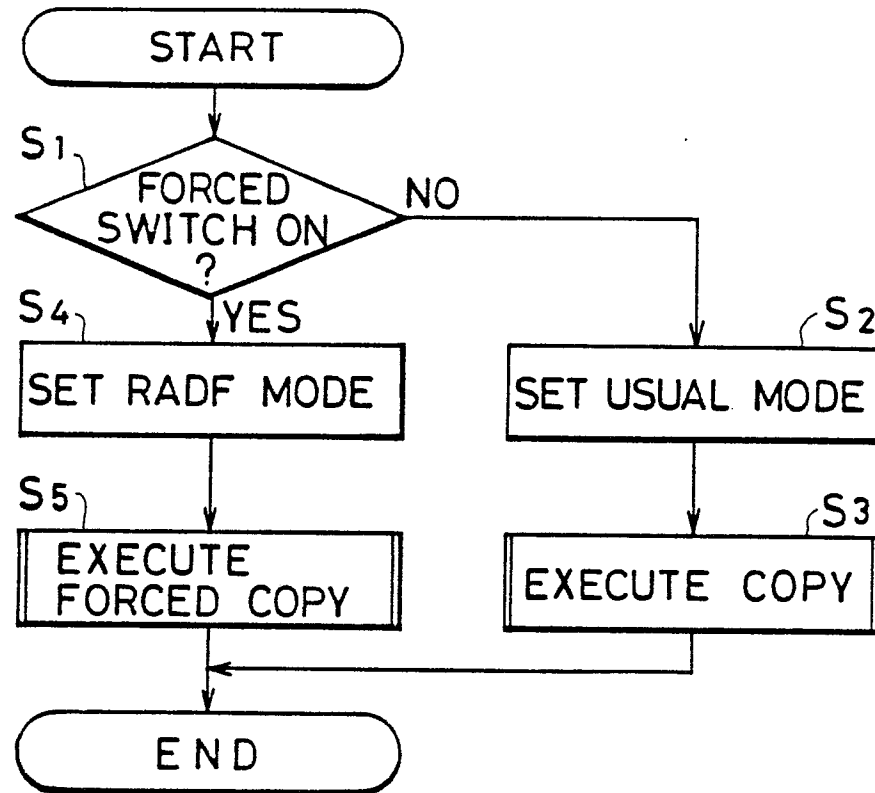 START
S1
FORCED
SWITCH ON
?
NO
YES
S4
SET RADF MODE
S2
SET USUAL MODE
S5
EXECUTE
FORCED COPY
S3
EXECUTE COPY
END